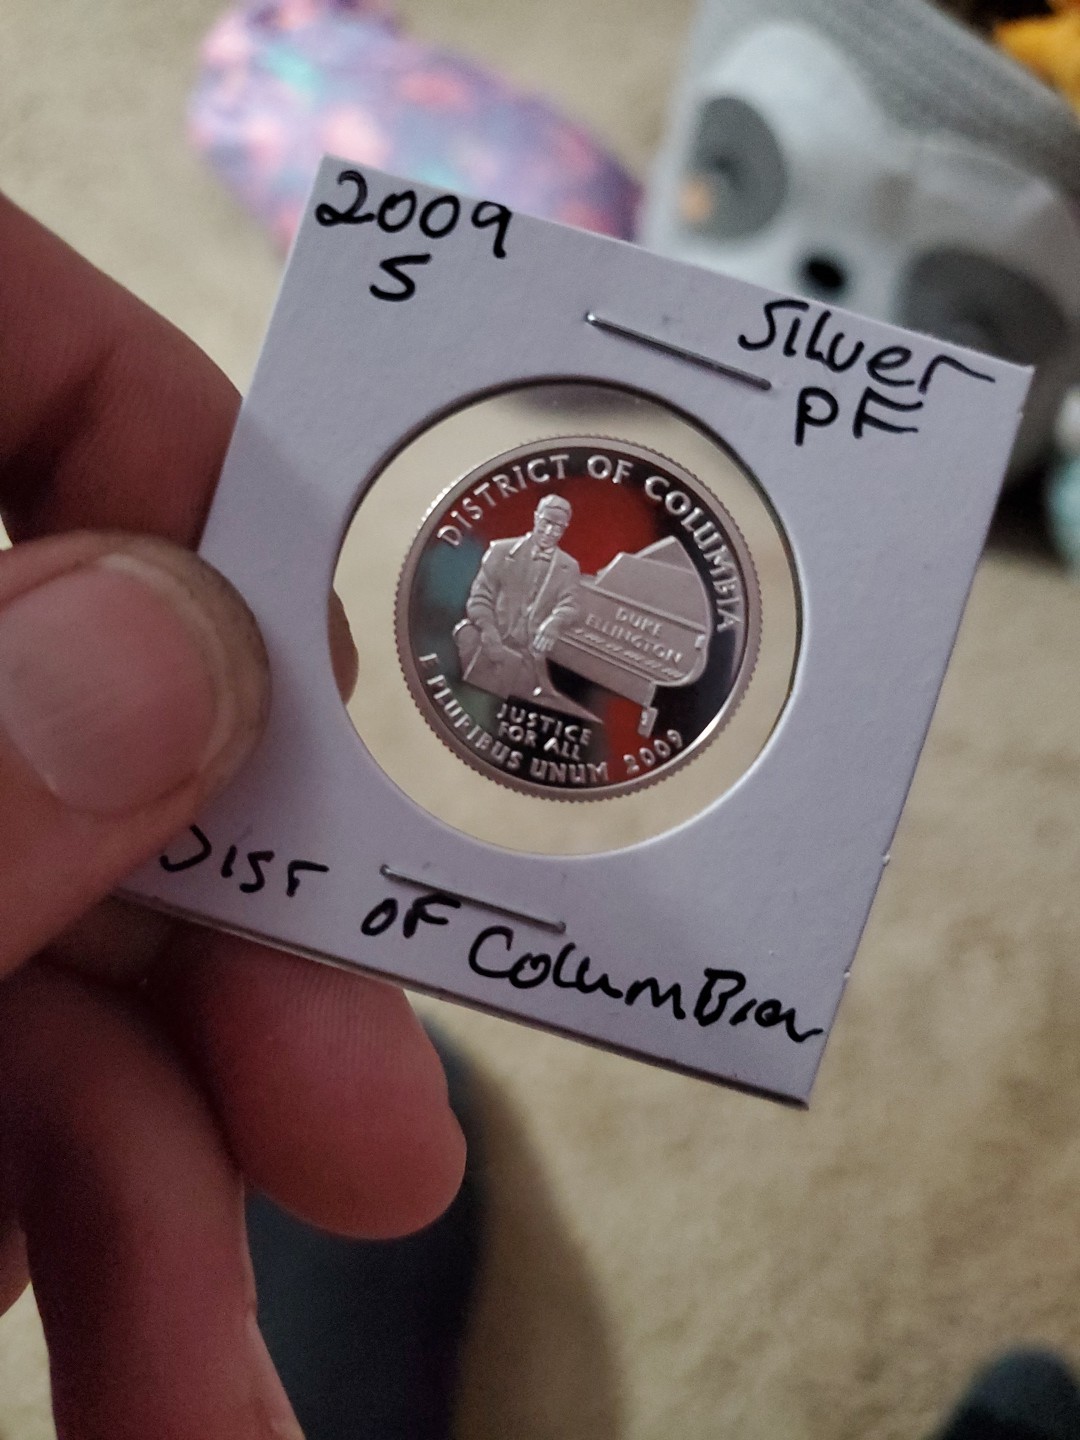 2009
S
Silver
PF
DISTRICT OF COLUMBIA
DUKE
ELLINGTON
JUSTICE
FOR ALL
E PLURIBUS UNUM 2009
Dist OF ColumBia